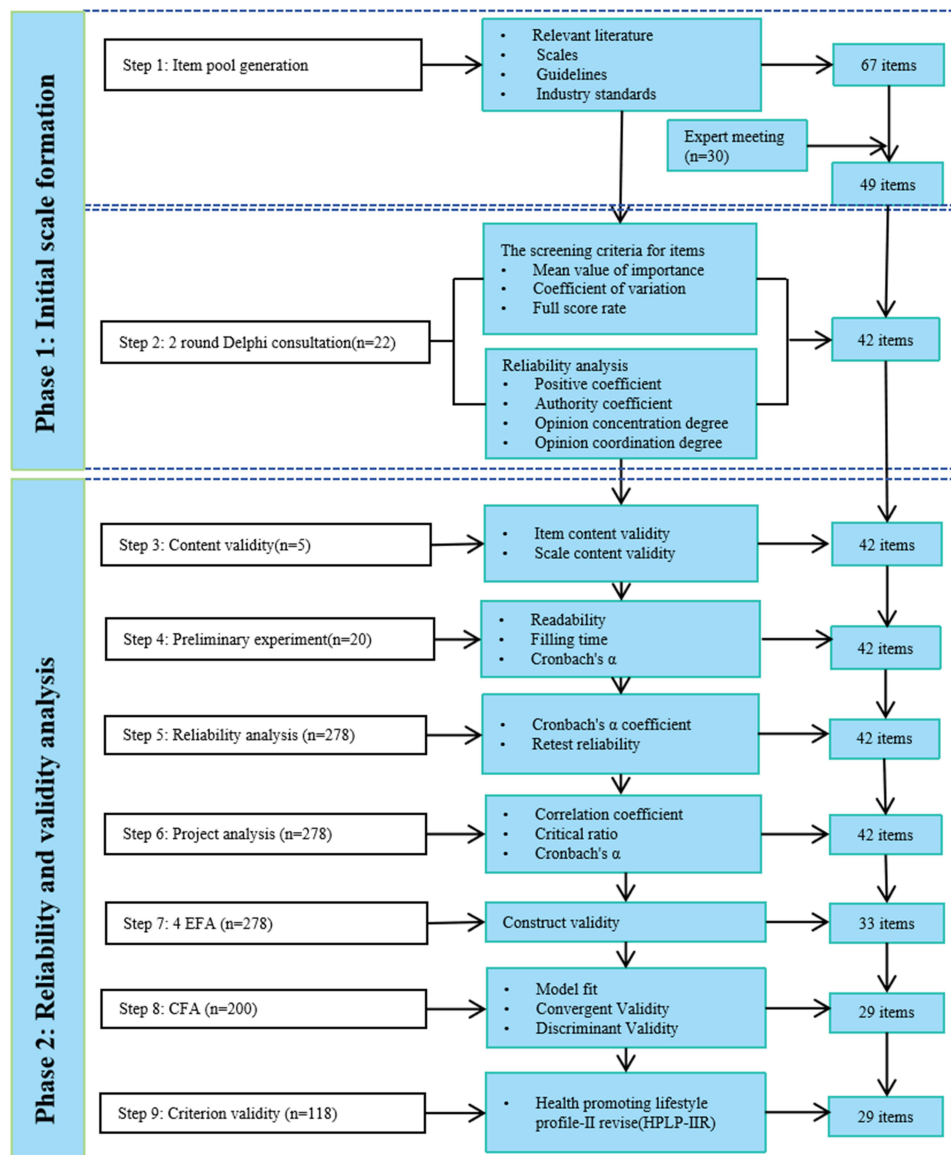 Phase 1: Initial scale formation
Step 1: Item pool generation
• Relevant literature
• Scales
• Guidelines
• Industry standards
67 items
Expert meeting
(n=30)
49 items
Step 2: 2 round Delphi consultation(n=22)
The screening criteria for items
• Mean value of importance
• Coefficient of variation
• Full score rate
Reliability analysis
• Positive coefficient
• Authority coefficient
• Opinion concentration degree
• Opinion coordination degree
42 items
Phase 2: Reliability and validity analysis
Step 3: Content validity(n=5)
• Item content validity
• Scale content validity
42 items
Step 4: Preliminary experiment(n=20)
• Readability
• Filling time
• Cronbach's α
42 items
Step 5: Reliability analysis (n=278)
• Cronbach's α coefficient
• Retest reliability
42 items
Step 6: Project analysis (n=278)
• Correlation coefficient
• Critical ratio
• Cronbach's α
42 items
Step 7: 4 EFA (n=278)
Construct validity
33 items
Step 8: CFA (n=200)
• Model fit
• Convergent Validity
• Discriminant Validity
29 items
Step 9: Criterion validity (n=118)
• Health promoting lifestyle
profile-II revise(HPLP-IIR)
29 items